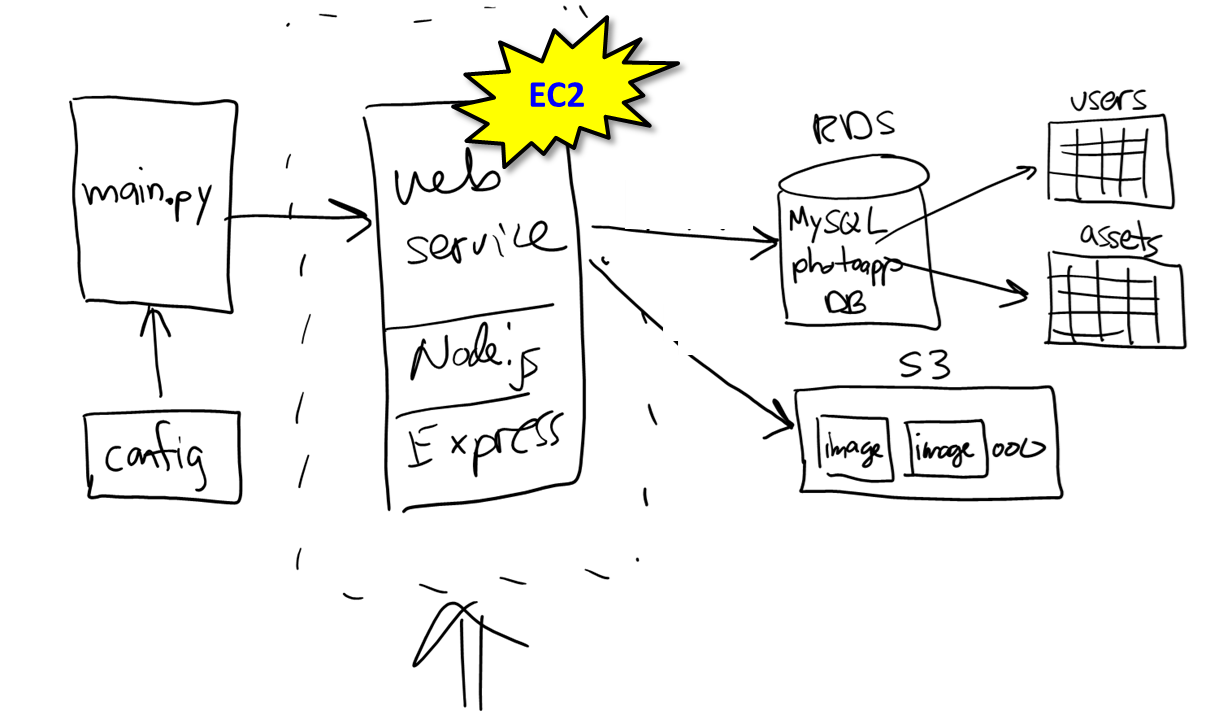 EC2
main.py
config
web
service
Node.js
Express
RDS
MySQL
photoapp
DB
users
assets
S3
image image